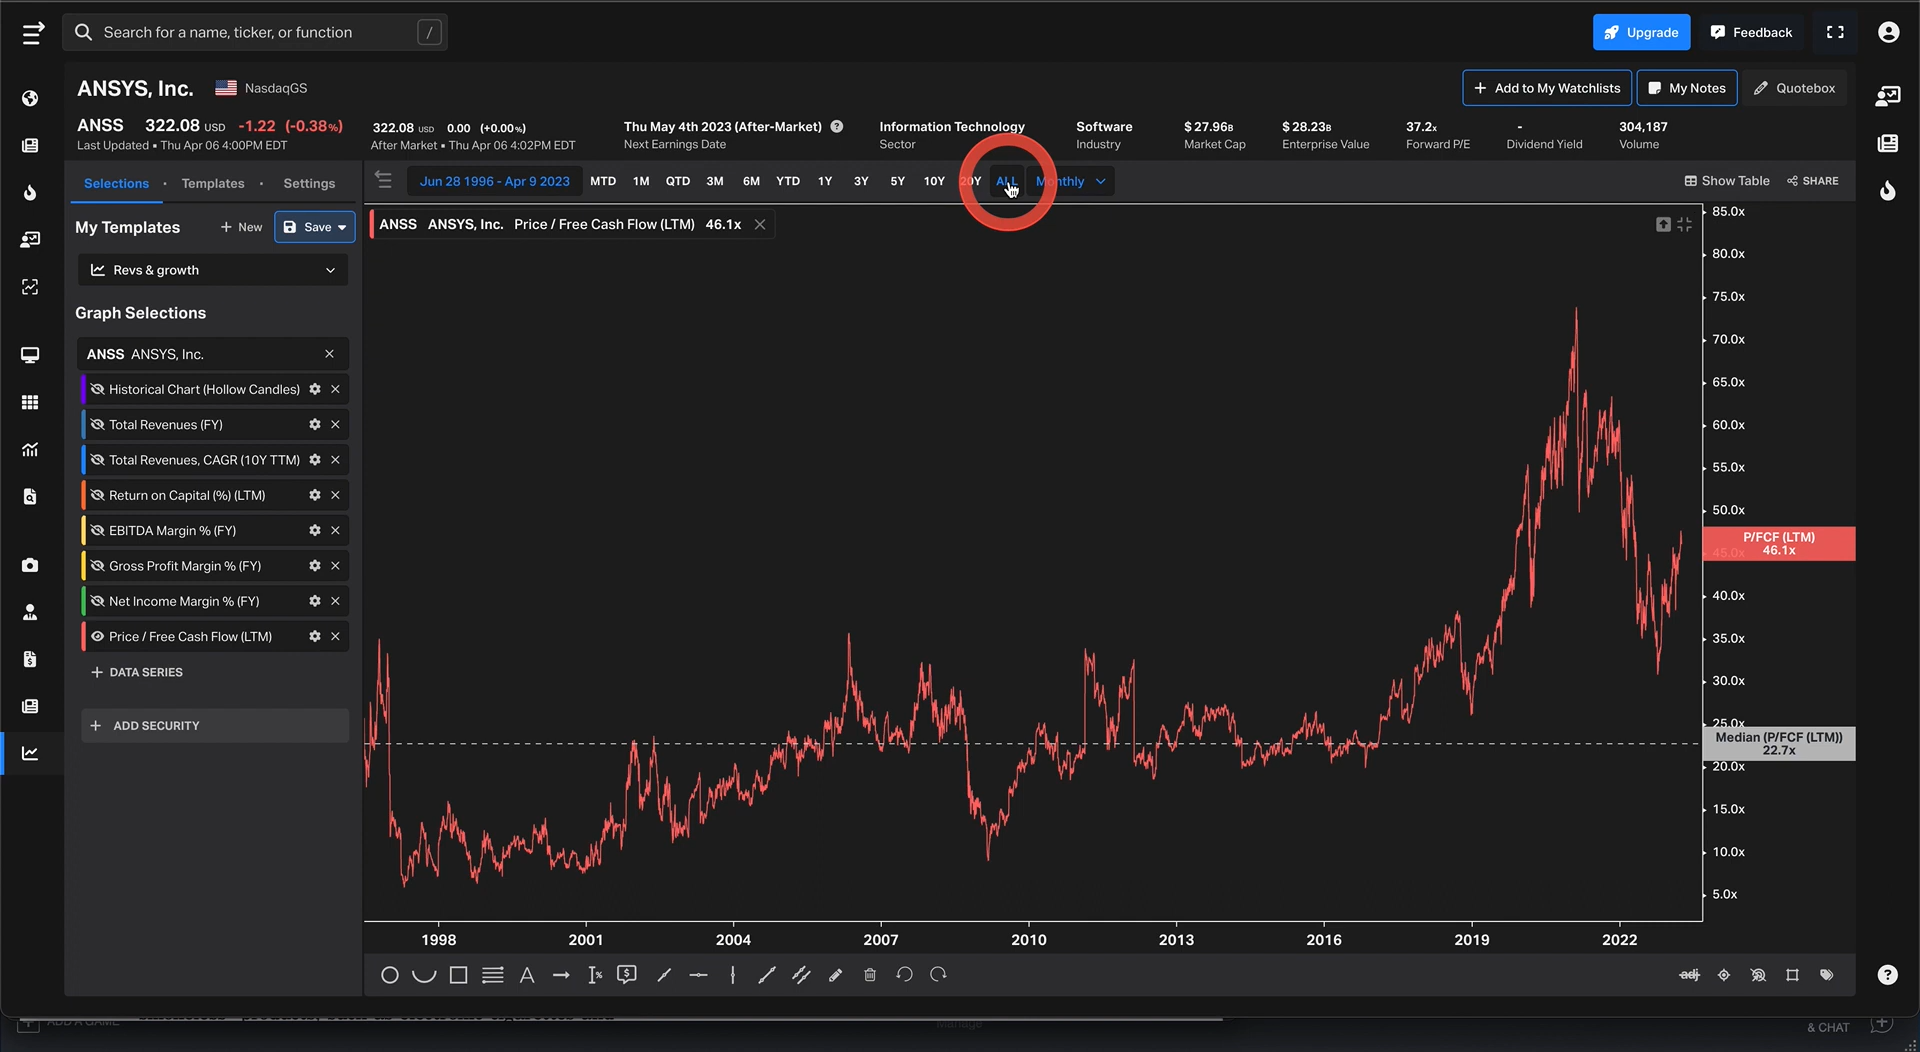 Search for a name, ticker, or function /
Upgrade
Feedback
ANSYS, Inc. NasdaqGS
Add to My Watchlists
My Notes
Quotebox
ANSS 322.08 USD -1.22 (-0.38%)
Last Updated • Thu Apr 06 4:00PM EDT
322.08 USD 0.00 (+0.00%)
After Market • Thu Apr 06 4:02PM EDT
Thu May 4th 2023 (After-Market) ?
Next Earnings Date
Information Technology
Sector
Software
Industry
$ 27.96B
Market Cap
$ 28.23B
Enterprise Value
37.2x
Forward P/E
-
Dividend Yield
304,187
Volume
Selections • Templates • Settings
Jun 28 1996 - Apr 9 2023 MTD 1M QTD 3M 6M YTD 1Y 3Y 5Y 10Y 20Y ALL Monthly
Show Table
SHARE
My Templates + New Save
Revs & growth
Graph Selections
ANSS ANSYS, Inc.
Historical Chart (Hollow Candles)
Total Revenues (FY)
Total Revenues, CAGR (10Y TTM)
Return on Capital (%) (LTM)
EBITDA Margin % (FY)
Gross Profit Margin % (FY)
Net Income Margin % (FY)
Price / Free Cash Flow (LTM)
+ DATA SERIES
+ ADD SECURITY
ANSS ANSYS, Inc. Price / Free Cash Flow (LTM) 46.1x
85.0x
80.0x
75.0x
70.0x
65.0x
60.0x
55.0x
50.0x
P/FCF (LTM)
46.1x
45.0x
40.0x
35.0x
30.0x
25.0x
Median (P/FCF (LTM))
22.7x
20.0x
15.0x
10.0x
5.0x
1998 2001 2004 2007 2010 2013 2016 2019 2022
adj
?
ADD A GAME
Manage
& CHAT